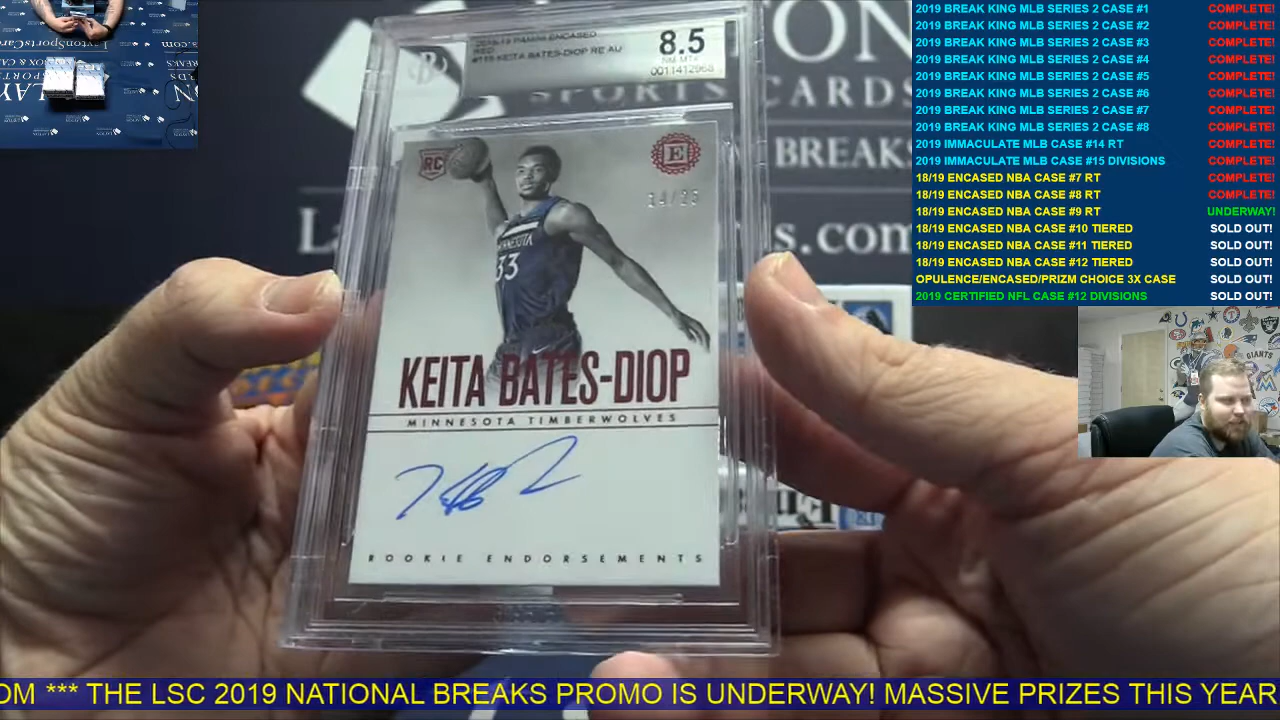 2019 BREAK KING MLB SERIES 2 CASE #1 COMPLETE!
2019 BREAK KING MLB SERIES 2 CASE #2 COMPLETE!
2019 BREAK KING MLB SERIES 2 CASE #3 COMPLETE!
2019 BREAK KING MLB SERIES 2 CASE #4 COMPLETE!
2019 BREAK KING MLB SERIES 2 CASE #5 COMPLETE!
2019 BREAK KING MLB SERIES 2 CASE #6 COMPLETE!
2019 BREAK KING MLB SERIES 2 CASE #7 COMPLETE!
2019 BREAK KING MLB SERIES 2 CASE #8 COMPLETE!
2019 IMMACULATE MLB CASE #14 RT COMPLETE!
2019 IMMACULATE MLB CASE #15 DIVISIONS COMPLETE!
18/19 ENCASED NBA CASE #7 RT COMPLETE!
18/19 ENCASED NBA CASE #8 RT COMPLETE!
18/19 ENCASED NBA CASE #9 RT UNDERWAY!
18/19 ENCASED NBA CASE #10 TIERED SOLD OUT!
18/19 ENCASED NBA CASE #11 TIERED SOLD OUT!
18/19 ENCASED NBA CASE #12 TIERED SOLD OUT!
OPULENCE/ENCASED/PRIZM CHOICE 3X CASE SOLD OUT!
2019 CERTIFIED NFL CASE #12 DIVISIONS SOLD OUT!
PANINI ENCASED
RED
KEITA BATES-DIOP RE AU
8.5
NM-MT+
0011412968
SPORTS CARDS
BREAKS
s.com
RC
E
MINNESOTA
33
KEITA BATES-DIOP
MINNESOTA TIMBERWOLVES
ROOKIE ENDORSEMENTS
GIANTS
OM *** THE LSC 2019 NATIONAL BREAKS PROMO IS UNDERWAY! MASSIVE PRIZES THIS YEAR